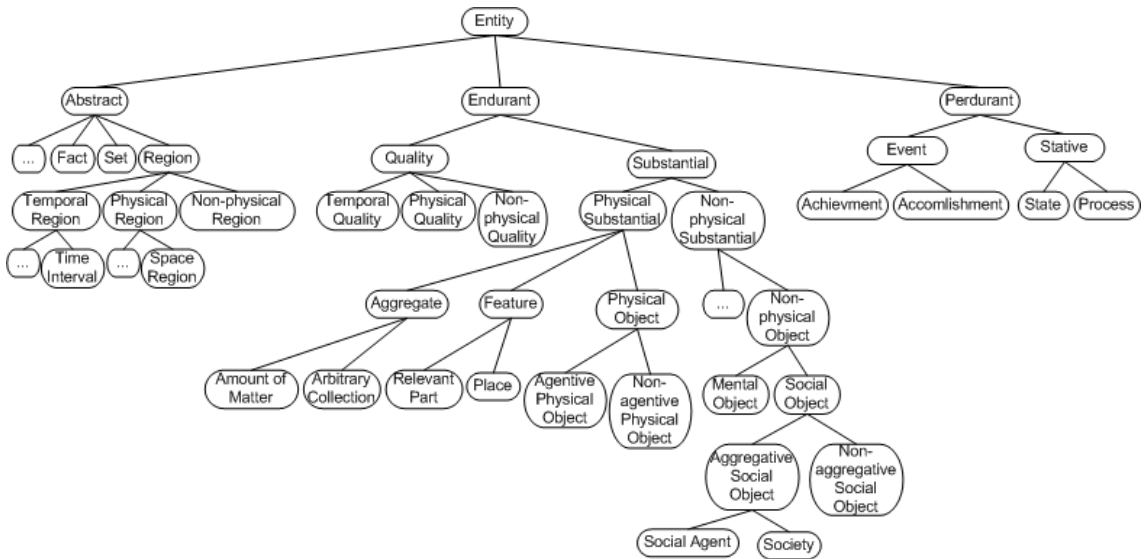 Entity
Abstract
Endurant
Perdurant
...
Fact
Set
Region
Quality
Substantial
Event
Stative
Temporal
Region
Physical
Region
Non-physical
Region
Temporal
Quality
Physical
Quality
Non-
physical
Quality
Physical
Substantial
Non-
physical
Substantial
Achievment
Accomlishment
State
Process
...
Time
Interval
...
Space
Region
Aggregate
Feature
Physical
Object
...
Non-
physical
Object
Amount of
Matter
Arbitrary
Collection
Relevant
Part
Place
Agentive
Physical
Object
Non-
agentive
Physical
Object
Mental
Object
Social
Object
Aggregative
Social
Object
Non-
aggregative
Social
Object
Social Agent
Society